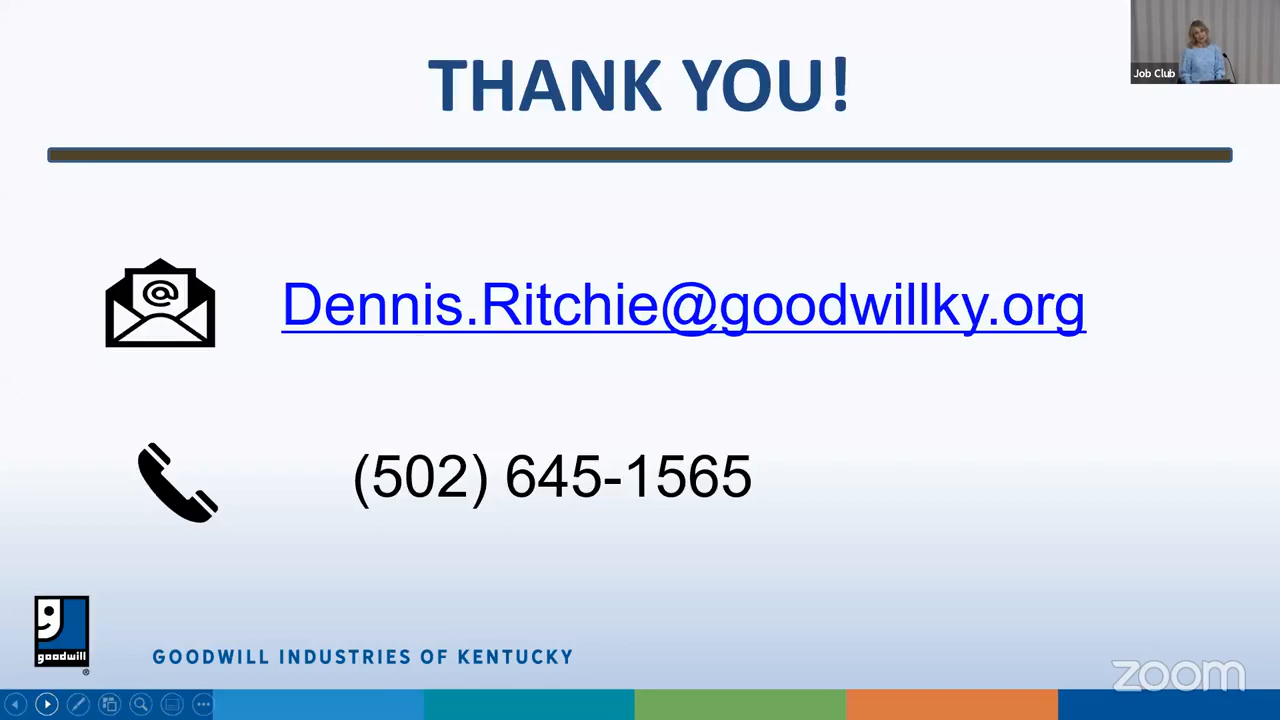 THANK YOU!
Job Club
@
Dennis.Ritchie@goodwillky.org
(502) 645-1565
g
goodwill
®
GOODWILL INDUSTRIES OF KENTUCKY
zoom